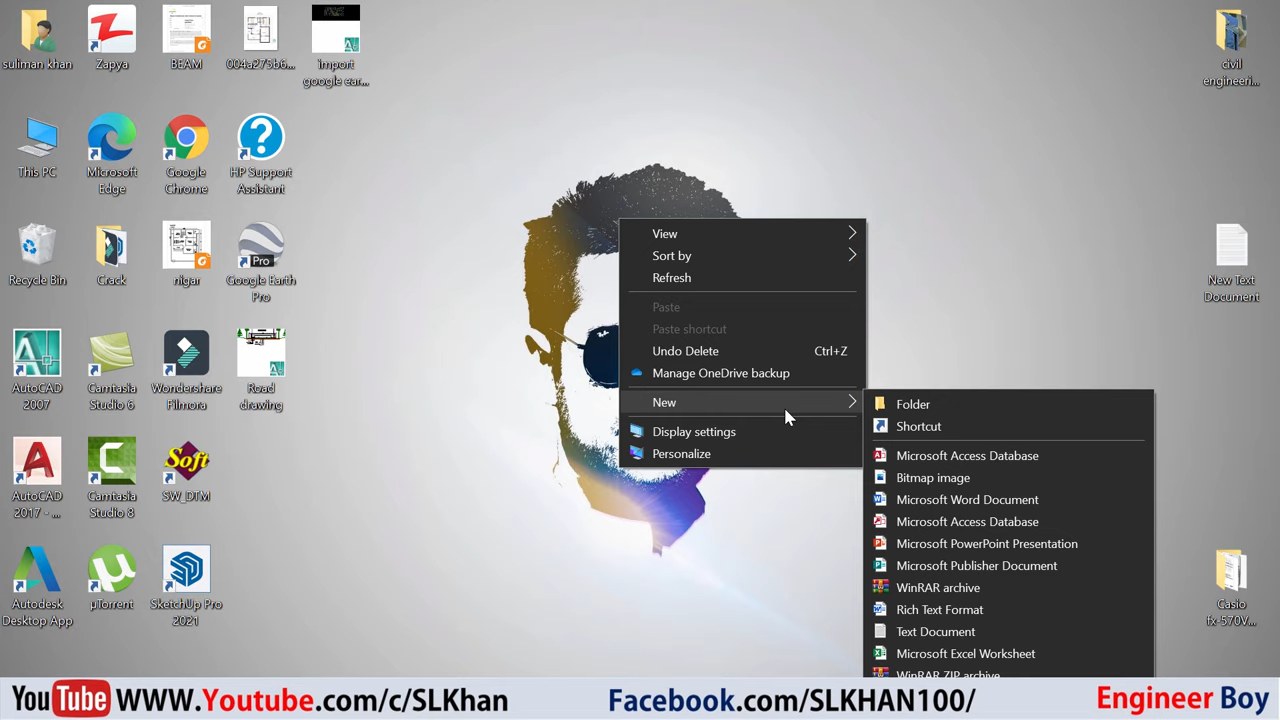 suliman khan
Zapya
BEAM
004a275b6...
import
google ear...
civil
engineeri...
This PC
Microsoft
Edge
Google
Chrome
HP Support
Assistant
Recycle Bin
Crack
nigar
Pro
Google Earth
Pro
New Text
Document
AutoCAD
2007
Camtasia
Studio 6
Wondershare
Filmora
Road
drawing
AutoCAD
2017 - ...
Camtasia
Studio 8
Soft
SW_DTM
Autodesk
Desktop App
µTorrent
SketchUp Pro
2021
Casio
fx-570V...
View
Sort by
Refresh
Paste
Paste shortcut
Undo Delete Ctrl+Z
Manage OneDrive backup
New
Display settings
Personalize
Folder
Shortcut
Microsoft Access Database
Bitmap image
Microsoft Word Document
Microsoft Access Database
Microsoft PowerPoint Presentation
Microsoft Publisher Document
WinRAR archive
Rich Text Format
Text Document
Microsoft Excel Worksheet
WinRAR ZIP archive
YouTube WWW.Youtube.com/c/SLKhan Facebook.com/SLKHAN100/ Engineer Boy